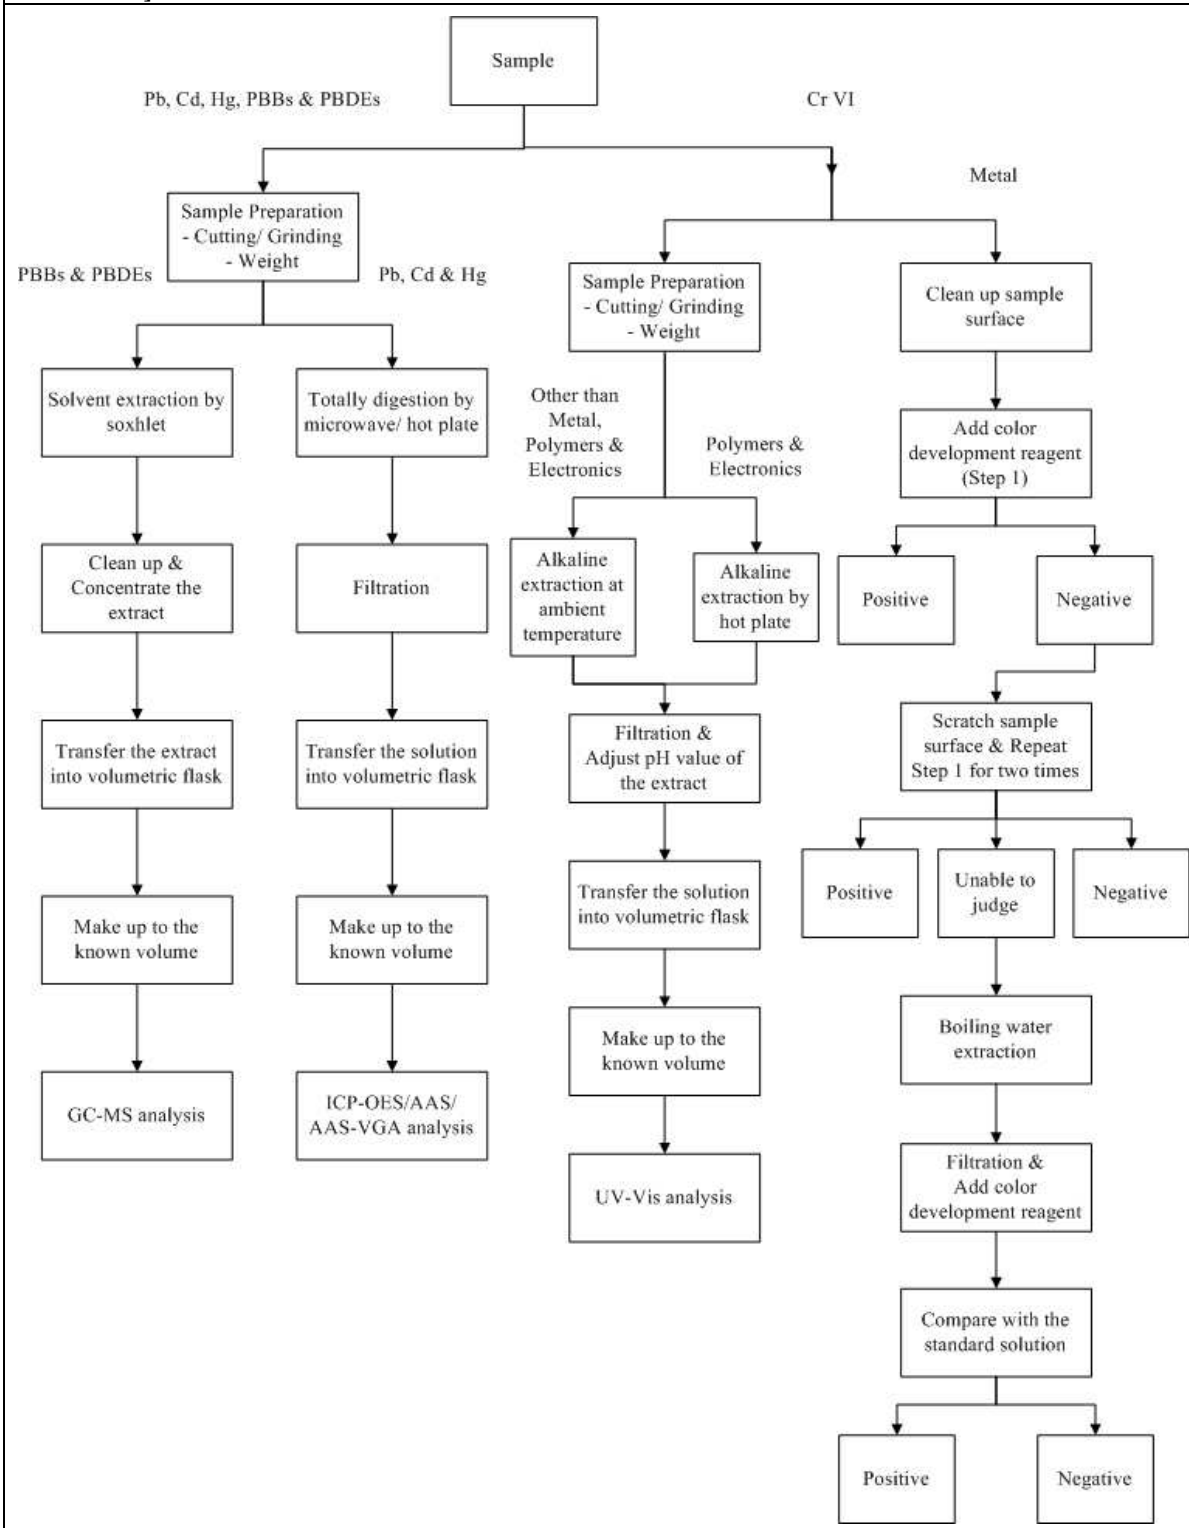 Sample
Pb, Cd, Hg, PBBs & PBDEs
Cr VI
Metal
Sample Preparation
- Cutting/ Grinding
- Weight
PBBs & PBDEs
Pb, Cd & Hg
Sample Preparation
- Cutting/ Grinding
- Weight
Clean up sample
surface
Solvent extraction by
soxhlet
Totally digestion by
microwave/ hot plate
Other than
Metal,
Polymers &
Electronics
Polymers &
Electronics
Add color
development reagent
(Step 1)
Clean up &
Concentrate the
extract
Filtration
Alkaline
extraction at
ambient
temperature
Alkaline
extraction by
hot plate
Positive
Negative
Transfer the extract
into volumetric flask
Transfer the solution
into volumetric flask
Filtration &
Adjust pH value of
the extract
Scratch sample
surface & Repeat
Step 1 for two times
Positive
Unable to
judge
Negative
Transfer the solution
into volumetric flask
Make up to the
known volume
Make up to the
known volume
Boiling water
extraction
Make up to the
known volume
GC-MS analysis
ICP-OES/AAS/
AAS-VGA analysis
Filtration &
Add color
development reagent
UV-Vis analysis
Compare with the
standard solution
Positive
Negative